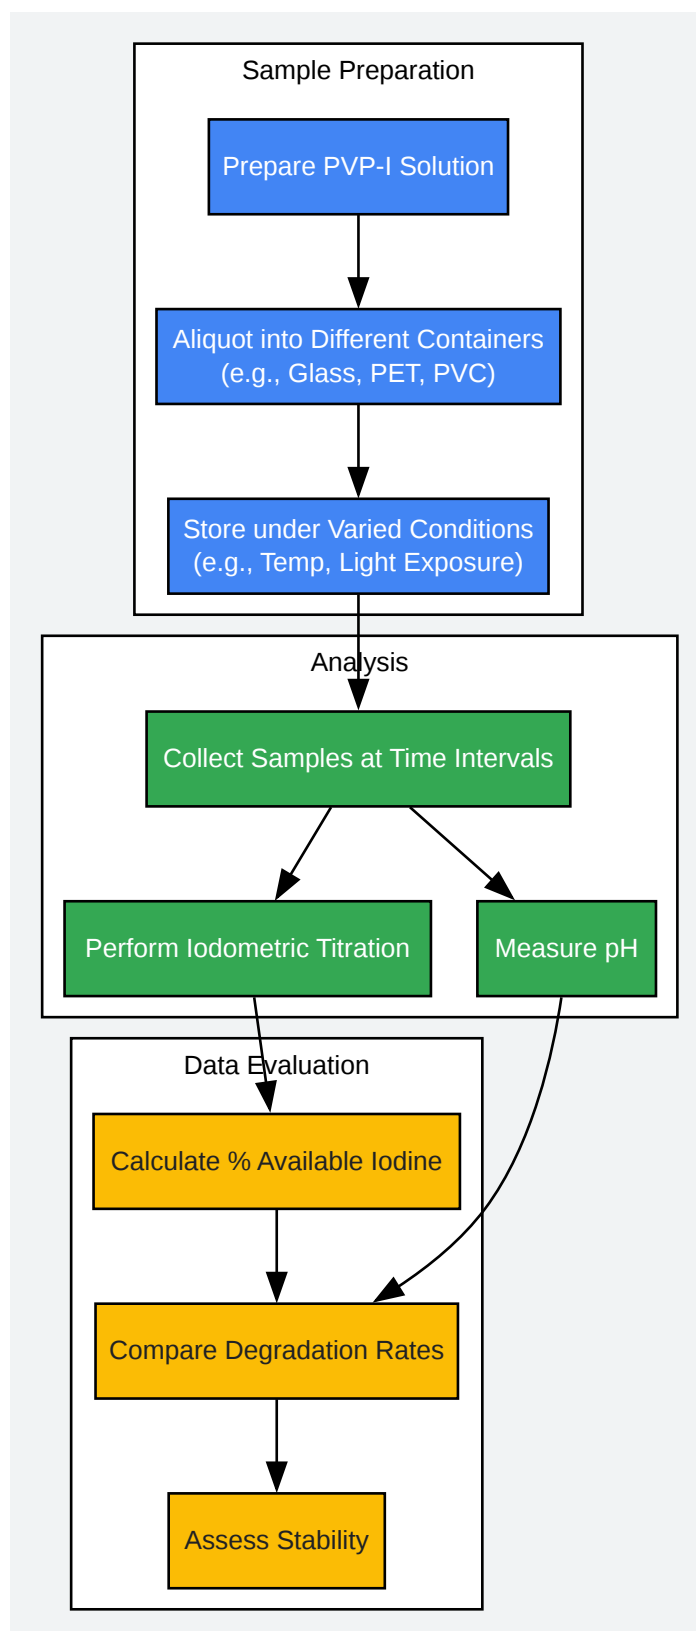 Sample Preparation
Prepare PVP-I Solution
Aliquot into Different Containers
(e.g., Glass, PET, PVC)
Store under Varied Conditions
(e.g., Temp, Light Exposure)
Analysis
Collect Samples at Time Intervals
Perform Iodometric Titration
Measure pH
Data Evaluation
Calculate % Available Iodine
Compare Degradation Rates
Assess Stability